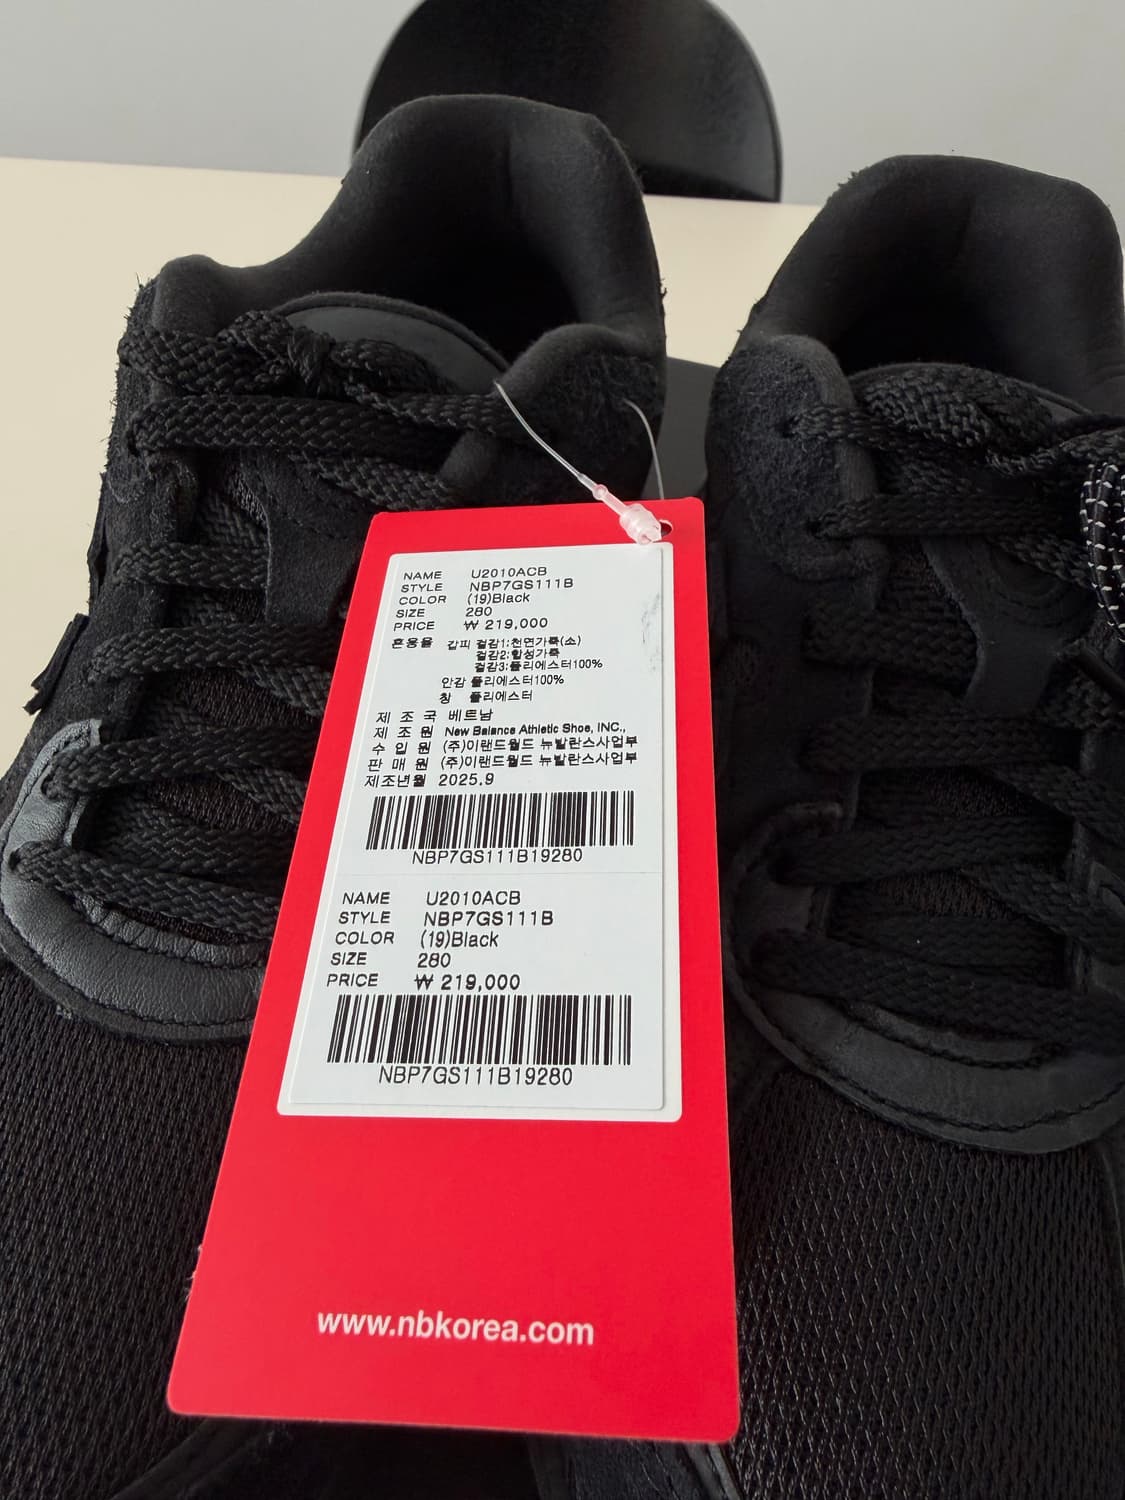 NAME U2010ACB
STYLE NBP7GS111B
COLOR (19)Black
SIZE 280
PRICE ₩ 219,000
혼용율 갑피 겉감1:천연가죽(소)
겉감2:합성가죽
겉감3:폴리에스터100%
안감 폴리에스터100%
창 폴리에스터
제조국 베트남
제조원 New Balance Athletic Shoe, INC.,
수입원 (주)이랜드월드 뉴발란스사업부
판매원 (주)이랜드월드 뉴발란스사업부
제조년월 2025.9
NBP7GS111B19280
NAME U2010ACB
STYLE NBP7GS111B
COLOR (19)Black
SIZE 280
PRICE ₩ 219,000
NBP7GS111B19280
www.nbkorea.com